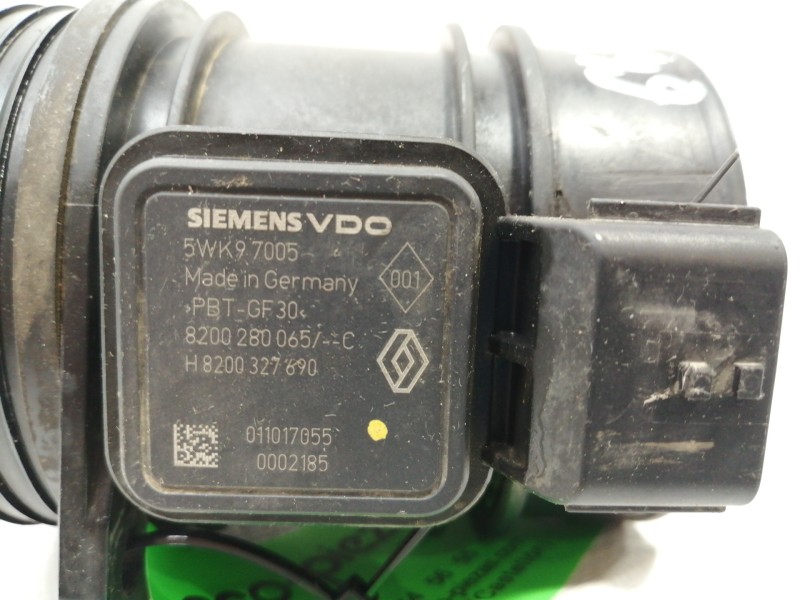 SIEMENS VDO
5WK9 7005
Made in Germany
001
>PBT-GF30<
8200 280 065/--C
H 8200 327 690
011017055
0002185